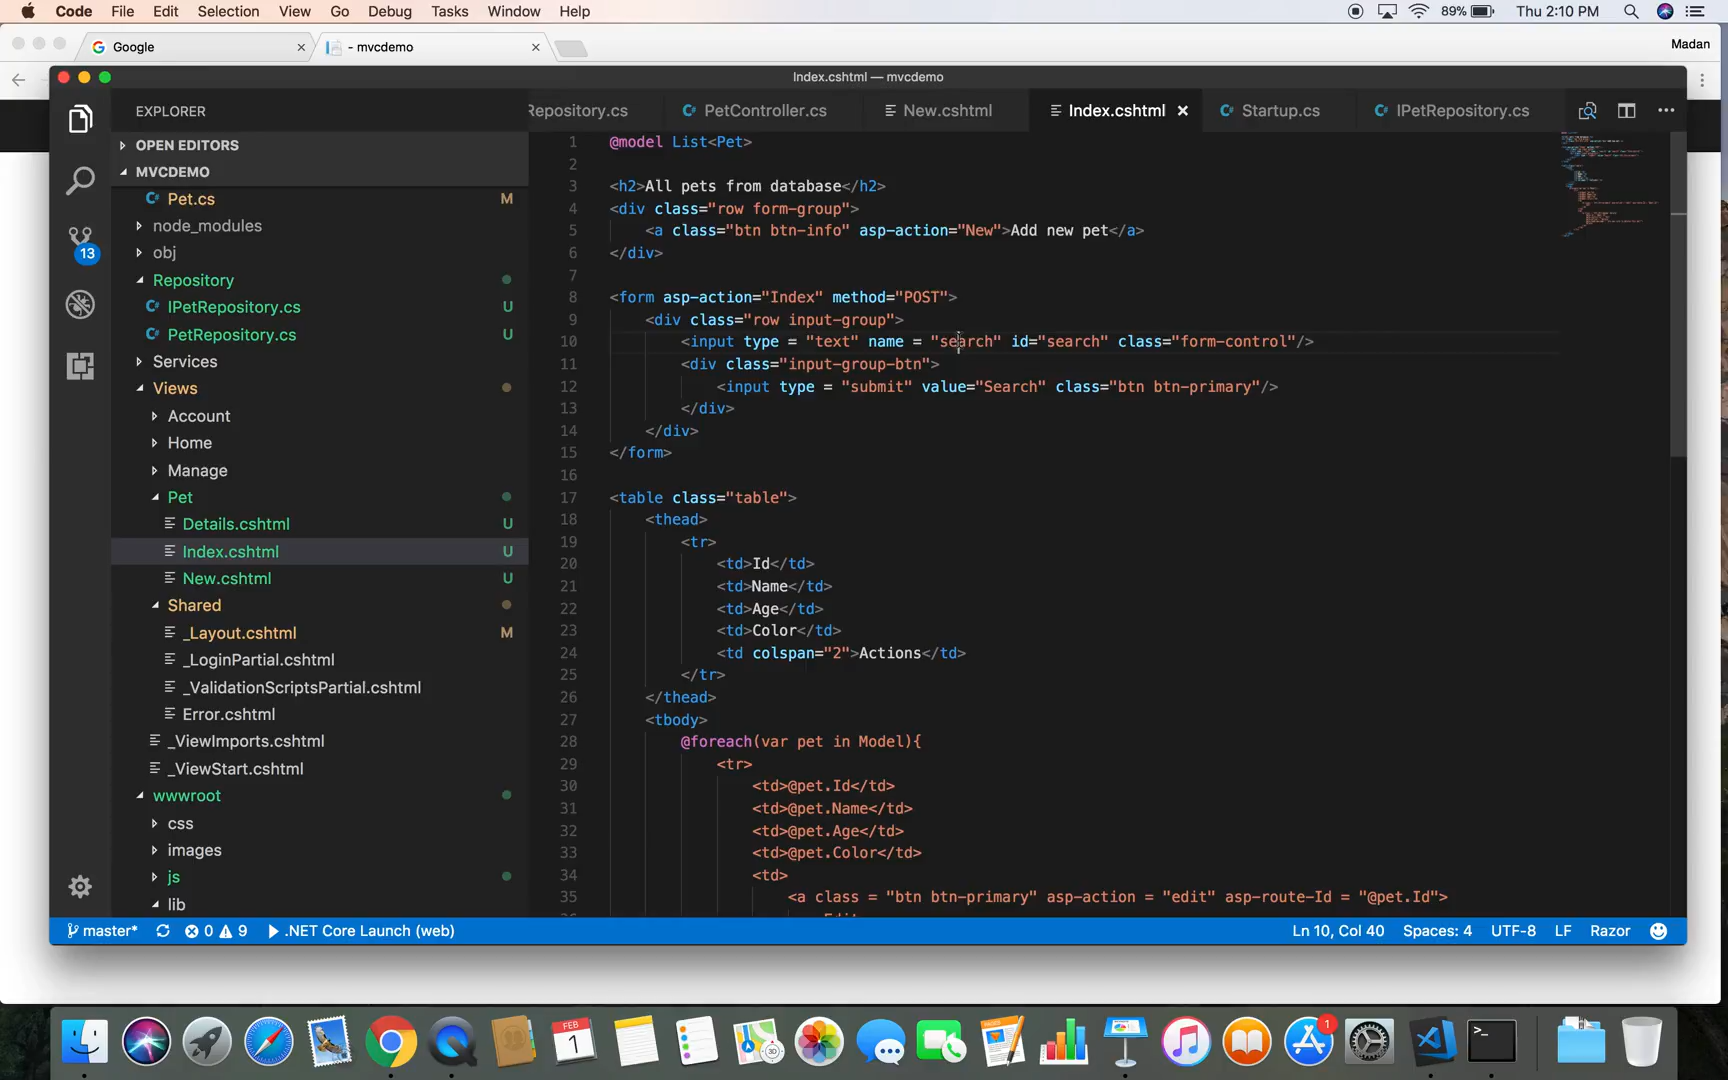 Code File Edit Selection View Go Debug Tasks Window Help 89% Thu 2:10 PM
Google - mvcdemo Madan
Index.cshtml — mvcdemo
EXPLORER
Repository.cs PetController.cs New.cshtml Index.cshtml Startup.cs IPetRepository.cs
OPEN EDITORS
MVCDEMO
Pet.cs M
node_modules
obj
Repository
IPetRepository.cs U
PetRepository.cs U
Services
Views
Account
Home
Manage
Pet
Details.cshtml U
Index.cshtml U
New.cshtml U
Shared
_Layout.cshtml M
_LoginPartial.cshtml
_ValidationScriptsPartial.cshtml
Error.cshtml
_ViewImports.cshtml
_ViewStart.cshtml
wwwroot
css
images
js
lib
13
1 @model List<Pet>
2
3 <h2>All pets from database</h2>
4 <div class="row form-group">
5 <a class="btn btn-info" asp-action="New">Add new pet</a>
6 </div>
7
8 <form asp-action="Index" method="POST">
9 <div class="row input-group">
10 <input type = "text" name = "search" id="search" class="form-control"/>
11 <div class="input-group-btn">
12 <input type = "submit" value="Search" class="btn btn-primary"/>
13 </div>
14 </div>
15 </form>
16
17 <table class="table">
18 <thead>
19 <tr>
20 <td>Id</td>
21 <td>Name</td>
22 <td>Age</td>
23 <td>Color</td>
24 <td colspan="2">Actions</td>
25 </tr>
26 </thead>
27 <tbody>
28 @foreach(var pet in Model){
29 <tr>
30 <td>@pet.Id</td>
31 <td>@pet.Name</td>
32 <td>@pet.Age</td>
33 <td>@pet.Color</td>
34 <td>
35 <a class = "btn btn-primary" asp-action = "edit" asp-route-Id = "@pet.Id">
master* 0 9 .NET Core Launch (web) Ln 10, Col 40 Spaces: 4 UTF-8 LF Razor
FEB
1
3D
1
>_